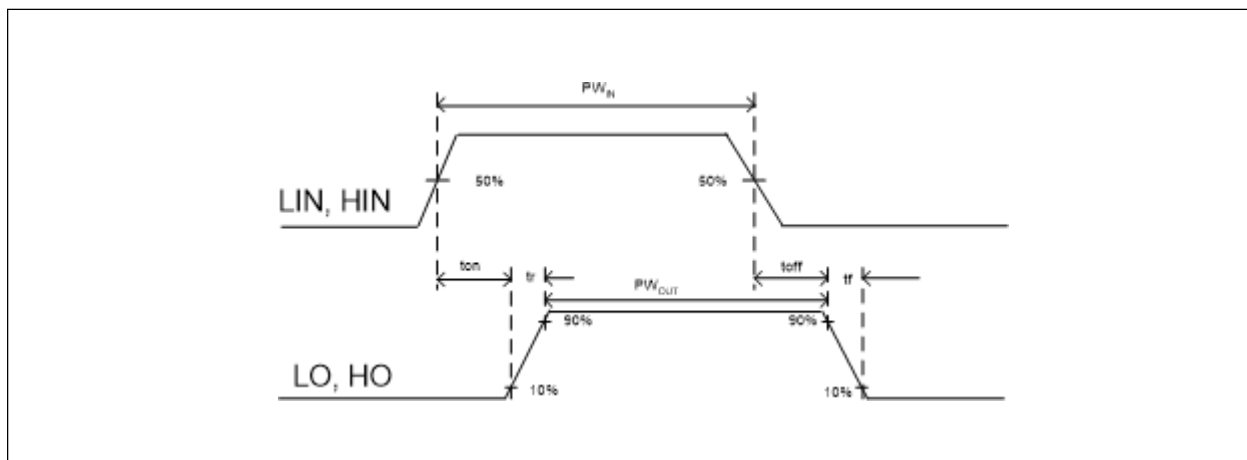 PW_IN
50% 50%
LIN, HIN
ton tr toff tf
PW_OUT
90% 90%
LO, HO
10% 10%